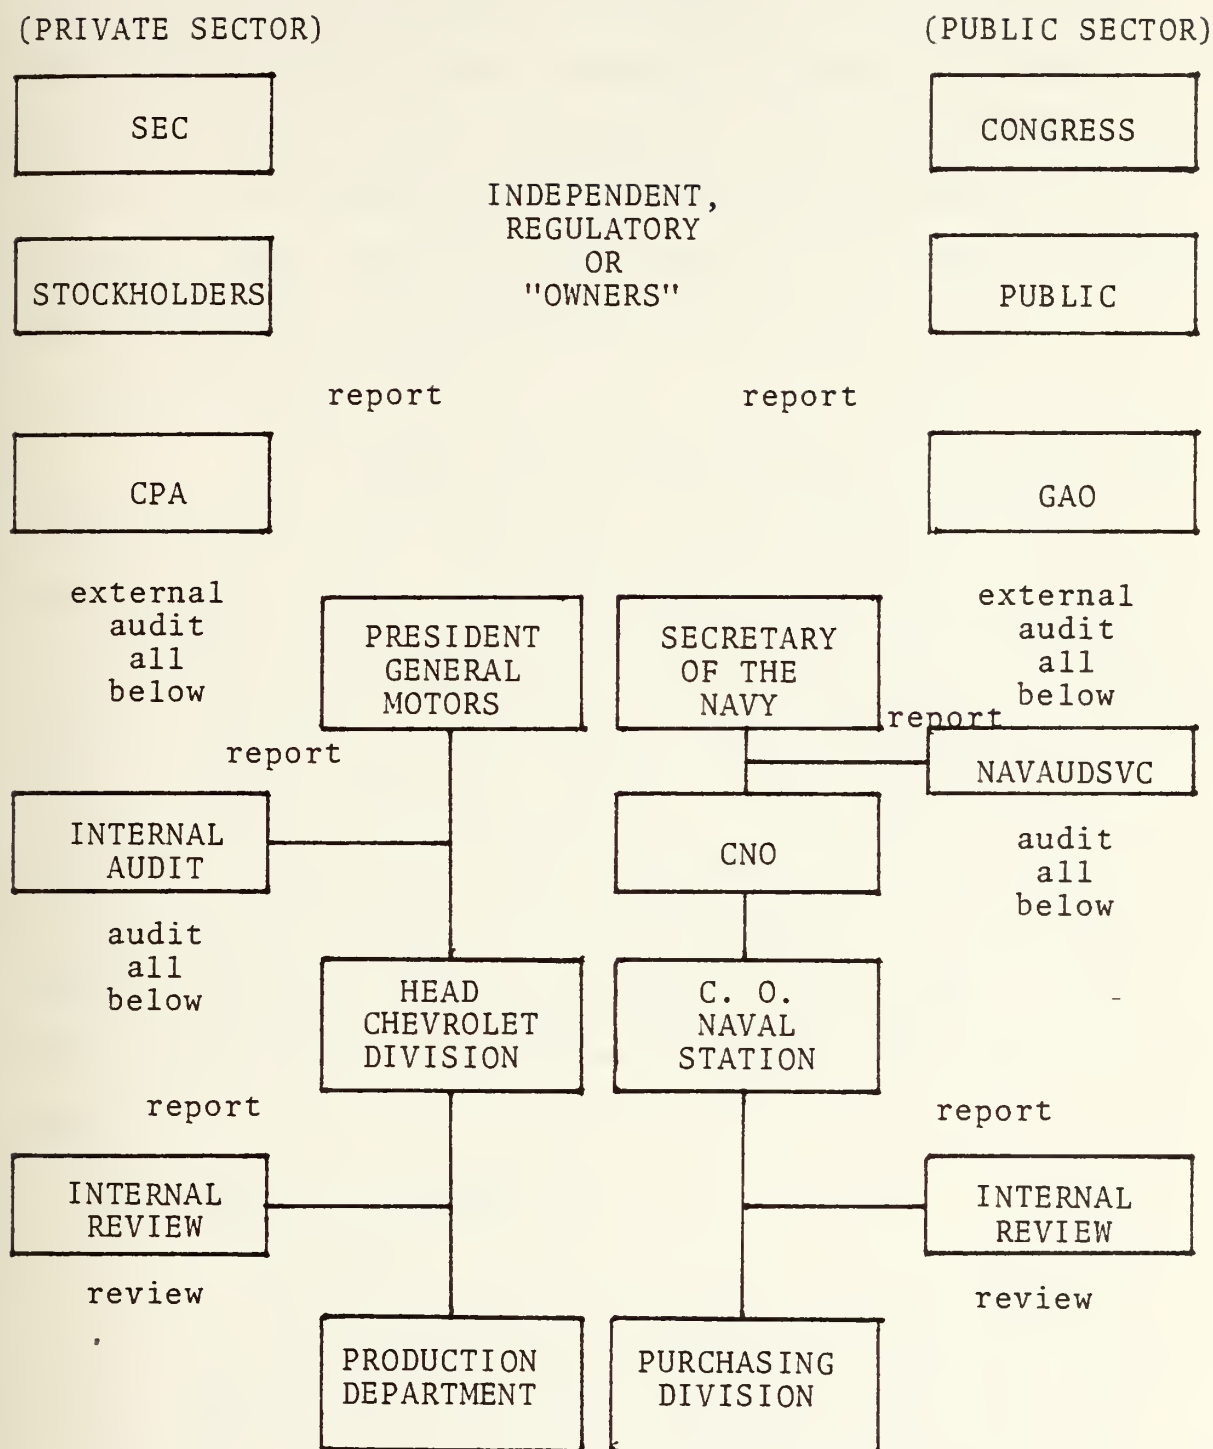 (PRIVATE SECTOR)
(PUBLIC SECTOR)
SEC
CONGRESS
INDEPENDENT,
REGULATORY
OR
"OWNERS"
STOCKHOLDERS
PUBLIC
report
report
CPA
GAO
external
audit
all
below
PRESIDENT
GENERAL
MOTORS
SECRETARY
OF THE
NAVY
external
audit
all
below
report
report
NAVAUDSVC
INTERNAL
AUDIT
CNO
audit
all
below
audit
all
below
HEAD
CHEVROLET
DIVISION
C. O.
NAVAL
STATION
report
report
INTERNAL
REVIEW
INTERNAL
REVIEW
review
review
PRODUCTION
DEPARTMENT
PURCHASING
DIVISION